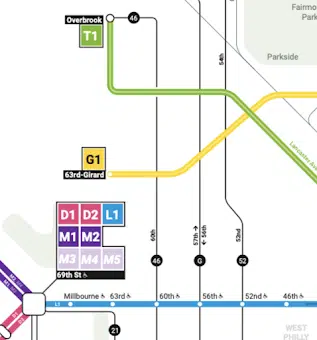 Overbrook
T1
46
Fairmo
Park
Parkside
54th
Lancaster Ave
G1
63rd-Girard
D1 D2 L1
M1 M2
M3 M4 M5
69th St
60th
57th →
← 56th
52nd
46
G
52
L1
Millbourne 63rd 60th 56th 52nd 46th
21
WEST
PHILLY